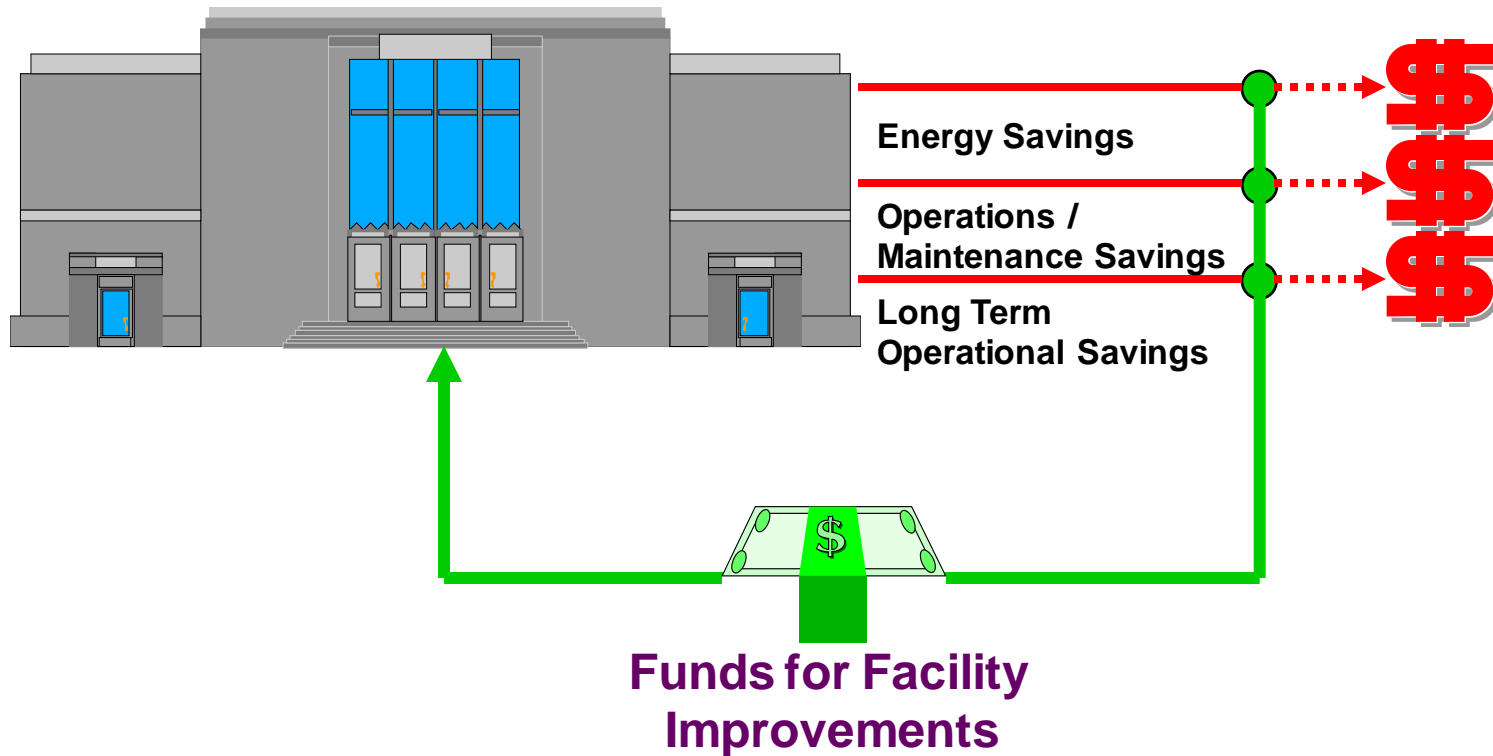 $
Energy Savings
$
Operations /
Maintenance Savings
$
Long Term
Operational Savings
$
Funds for Facility
Improvements